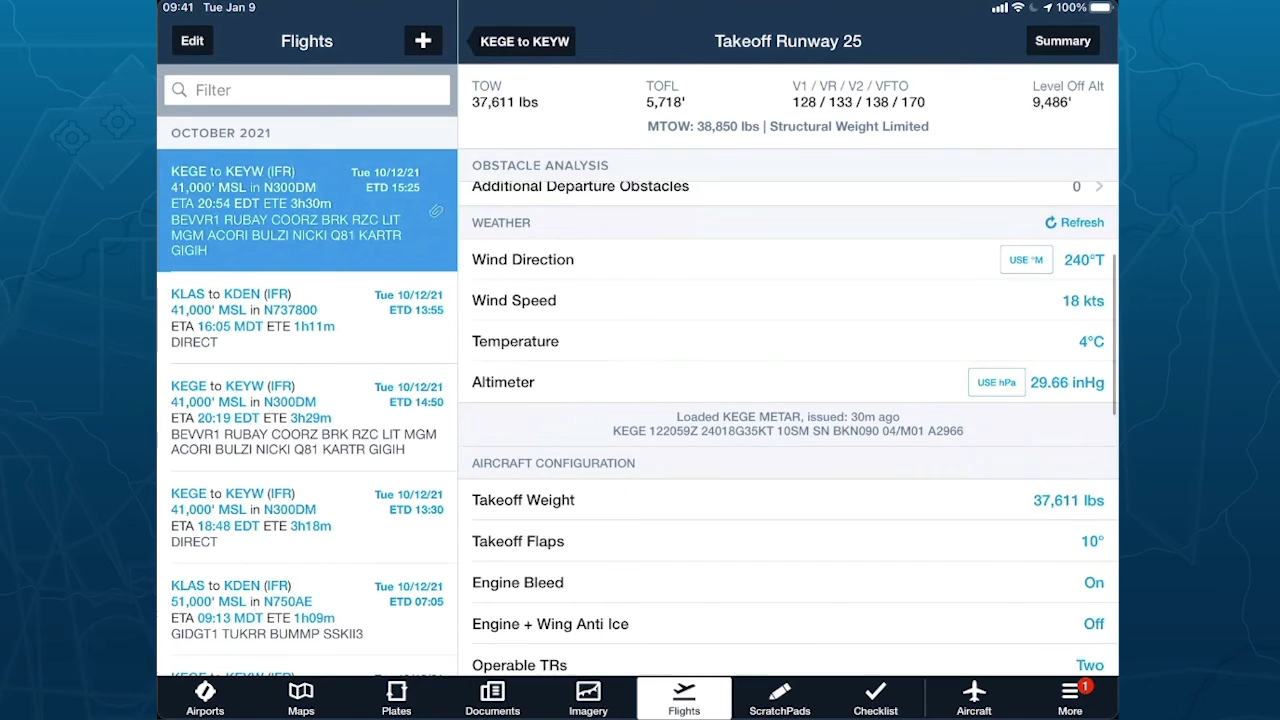 09:41 Tue Jan 9
100%
Edit
Flights
+
KEGE to KEYW
Takeoff Runway 25
Summary
Filter
OCTOBER 2021
KEGE to KEYW (IFR) Tue 10/12/21
41,000' MSL in N300DM ETD 15:25
ETA 20:54 EDT ETE 3h30m
BEVVR1 RUBAY COORZ BRK RZC LIT
MGM ACORI BULZI NICKI Q81 KARTR
GIGIH
KLAS to KDEN (IFR) Tue 10/12/21
41,000' MSL in N737800 ETD 13:55
ETA 16:05 MDT ETE 1h11m
DIRECT
KEGE to KEYW (IFR) Tue 10/12/21
41,000' MSL in N300DM ETD 14:50
ETA 20:19 EDT ETE 3h29m
BEVVR1 RUBAY COORZ BRK RZC LIT MGM
ACORI BULZI NICKI Q81 KARTR GIGIH
KEGE to KEYW (IFR) Tue 10/12/21
41,000' MSL in N300DM ETD 13:30
ETA 18:48 EDT ETE 3h18m
DIRECT
KLAS to KDEN (IFR) Tue 10/12/21
51,000' MSL in N750AE ETD 07:05
ETA 09:13 MDT ETE 1h09m
GIDGT1 TUKRR BUMMP SSKII3
TOW TOFL V1 / VR / V2 / VFTO Level Off Alt
37,611 lbs 5,718' 128 / 133 / 138 / 170 9,486'
MTOW: 38,850 lbs | Structural Weight Limited
OBSTACLE ANALYSIS
Additional Departure Obstacles 0
WEATHER Refresh
Wind Direction USE °M 240°T
Wind Speed 18 kts
Temperature 4°C
Altimeter USE hPa 29.66 inHg
Loaded KEGE METAR, issued: 30m ago
KEGE 122059Z 24018G35KT 10SM SN BKN090 04/M01 A2966
AIRCRAFT CONFIGURATION
Takeoff Weight 37,611 lbs
Takeoff Flaps 10°
Engine Bleed On
Engine + Wing Anti Ice Off
Operable TRs Two
Airports Maps Plates Documents Imagery Flights ScratchPads Checklist Aircraft More 1